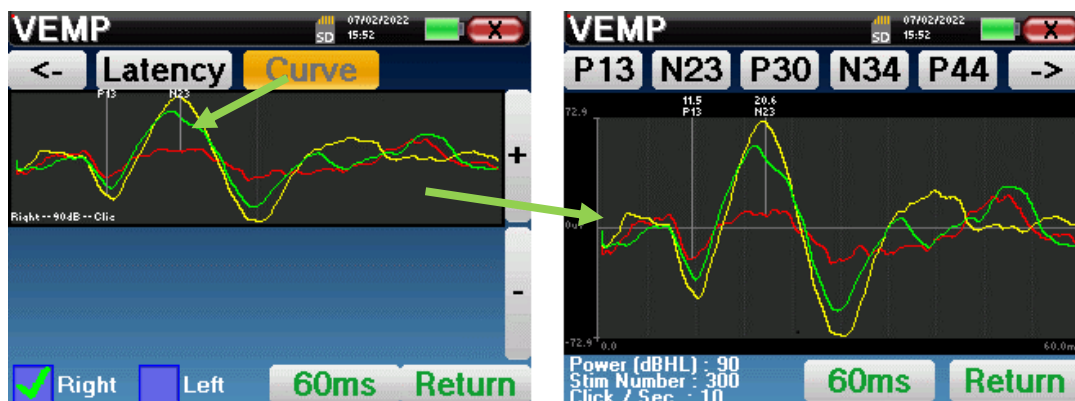 VEMP
SD
07/02/2022
15:52
X
<- Latency Curve
P13 N23
+
Right -- 90dB -- Clic
-
Right Left 60ms Return
VEMP
SD
07/02/2022
15:52
X
P13 N23 P30 N34 P44 ->
72.9
11.5 20.6
P13 N23
-72.9
0.0 60.0m
Power (dBHL) : 90
Stim Number : 300
Click / Sec. : 10
60ms Return